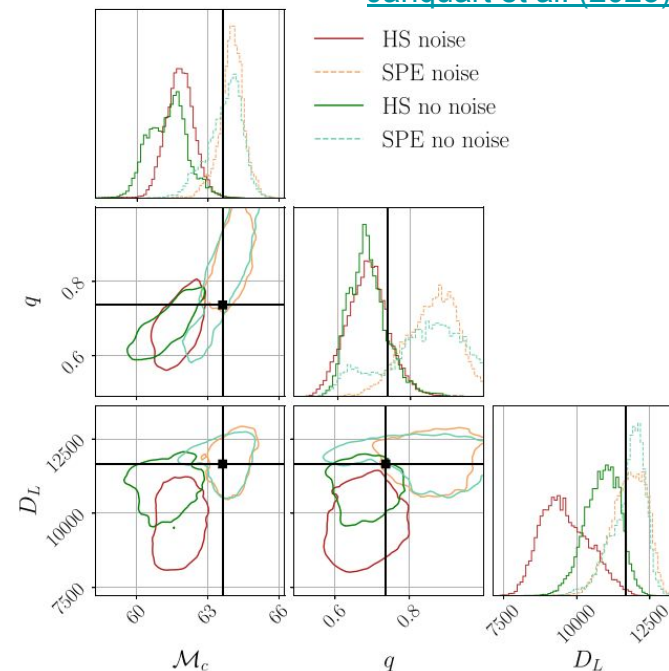 HS noise
SPE noise
HS no noise
SPE no noise
q
0.8
0.6
D_L
12500
10000
7500
60
63
66
M_c
0.6
0.8
q
7500
10000
12500
D_L